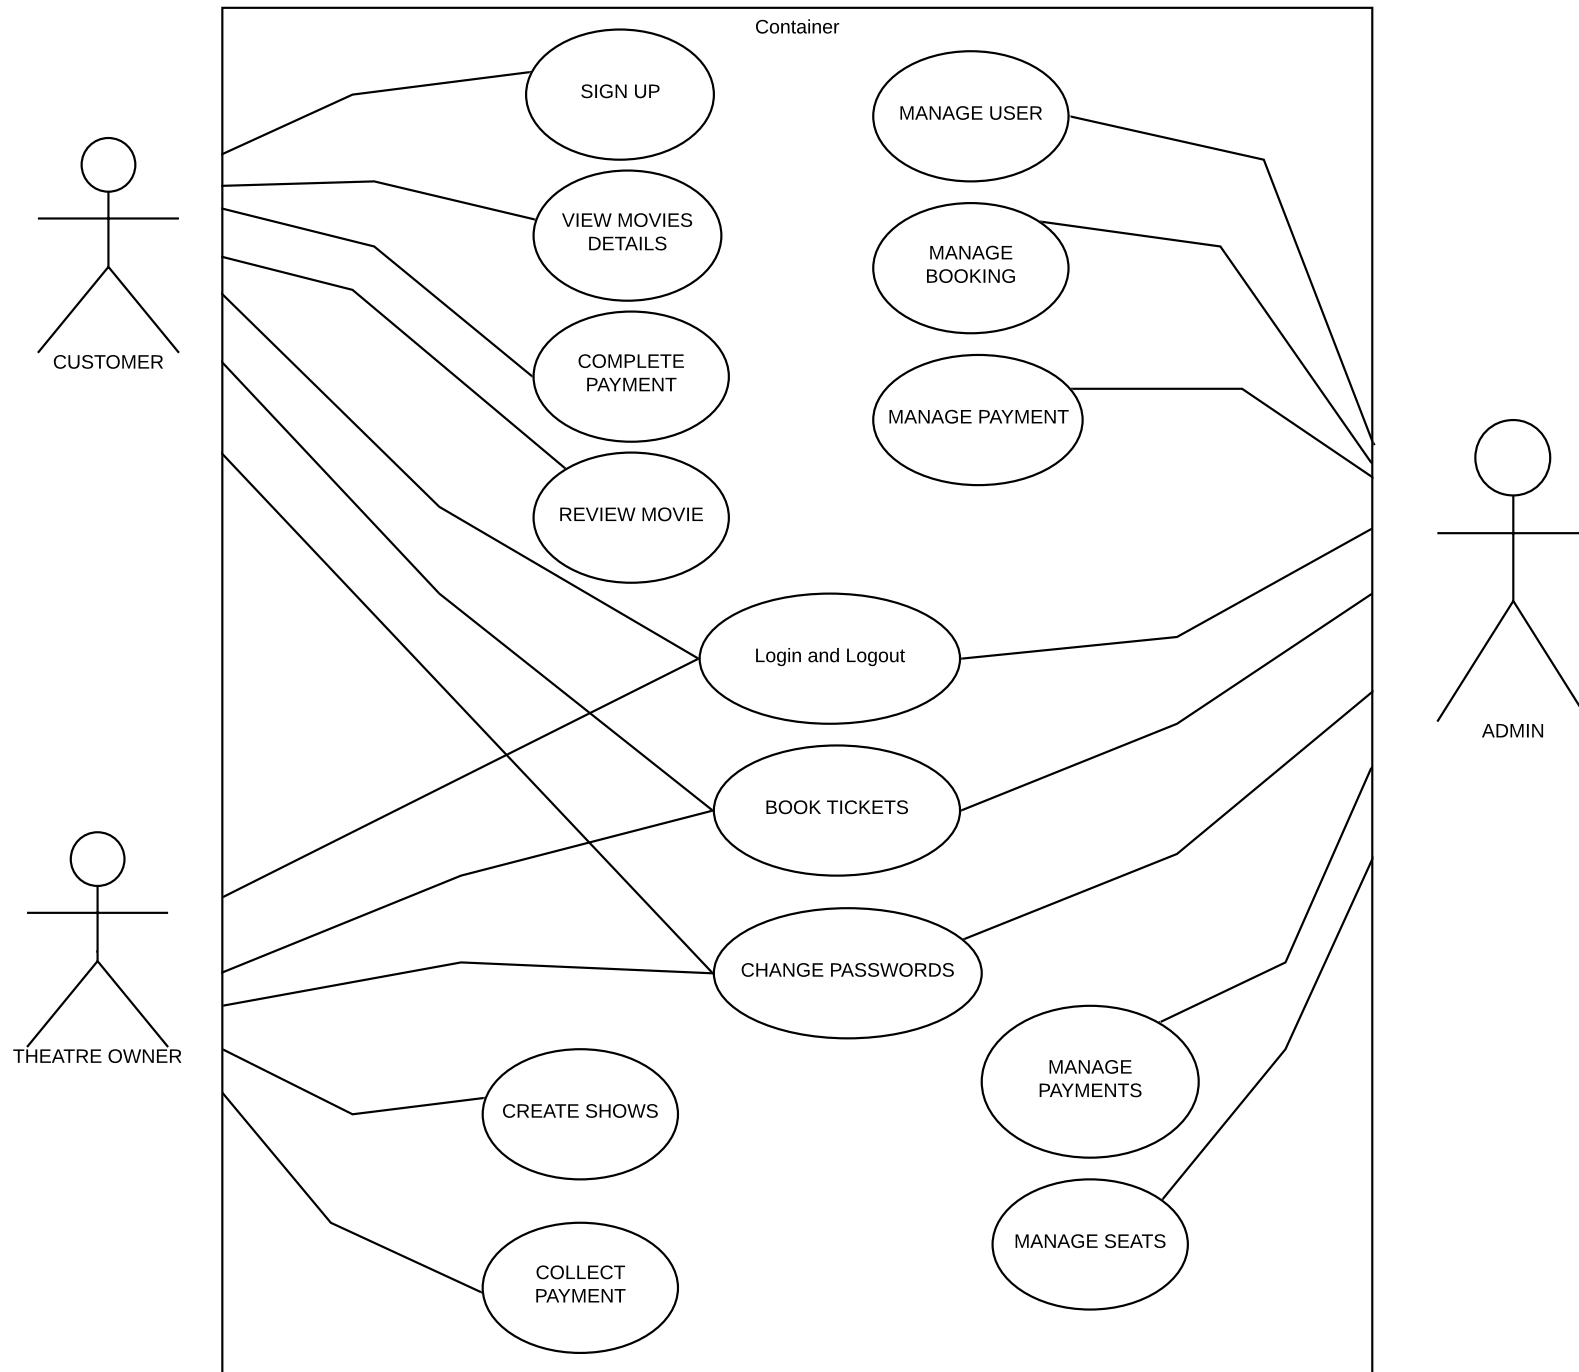 Container
SIGN UP
MANAGE USER
VIEW MOVIES
DETAILS
MANAGE
BOOKING
CUSTOMER
COMPLETE
PAYMENT
MANAGE PAYMENT
REVIEW MOVIE
Login and Logout
ADMIN
BOOK TICKETS
CHANGE PASSWORDS
THEATRE OWNER
MANAGE
PAYMENTS
CREATE SHOWS
MANAGE SEATS
COLLECT
PAYMENT